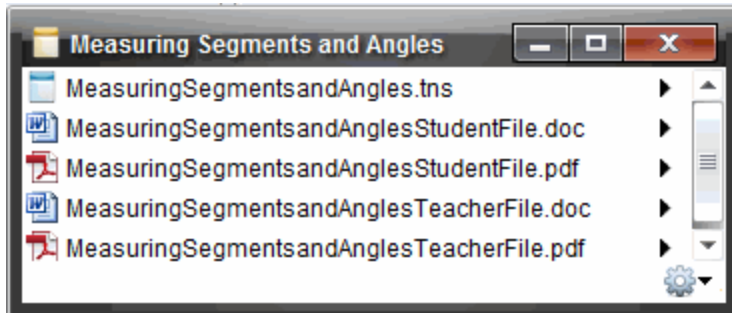 Measuring Segments and Angles
MeasuringSegmentsandAngles.tns
MeasuringSegmentsandAnglesStudentFile.doc
MeasuringSegmentsandAnglesStudentFile.pdf
MeasuringSegmentsandAnglesTeacherFile.doc
MeasuringSegmentsandAnglesTeacherFile.pdf